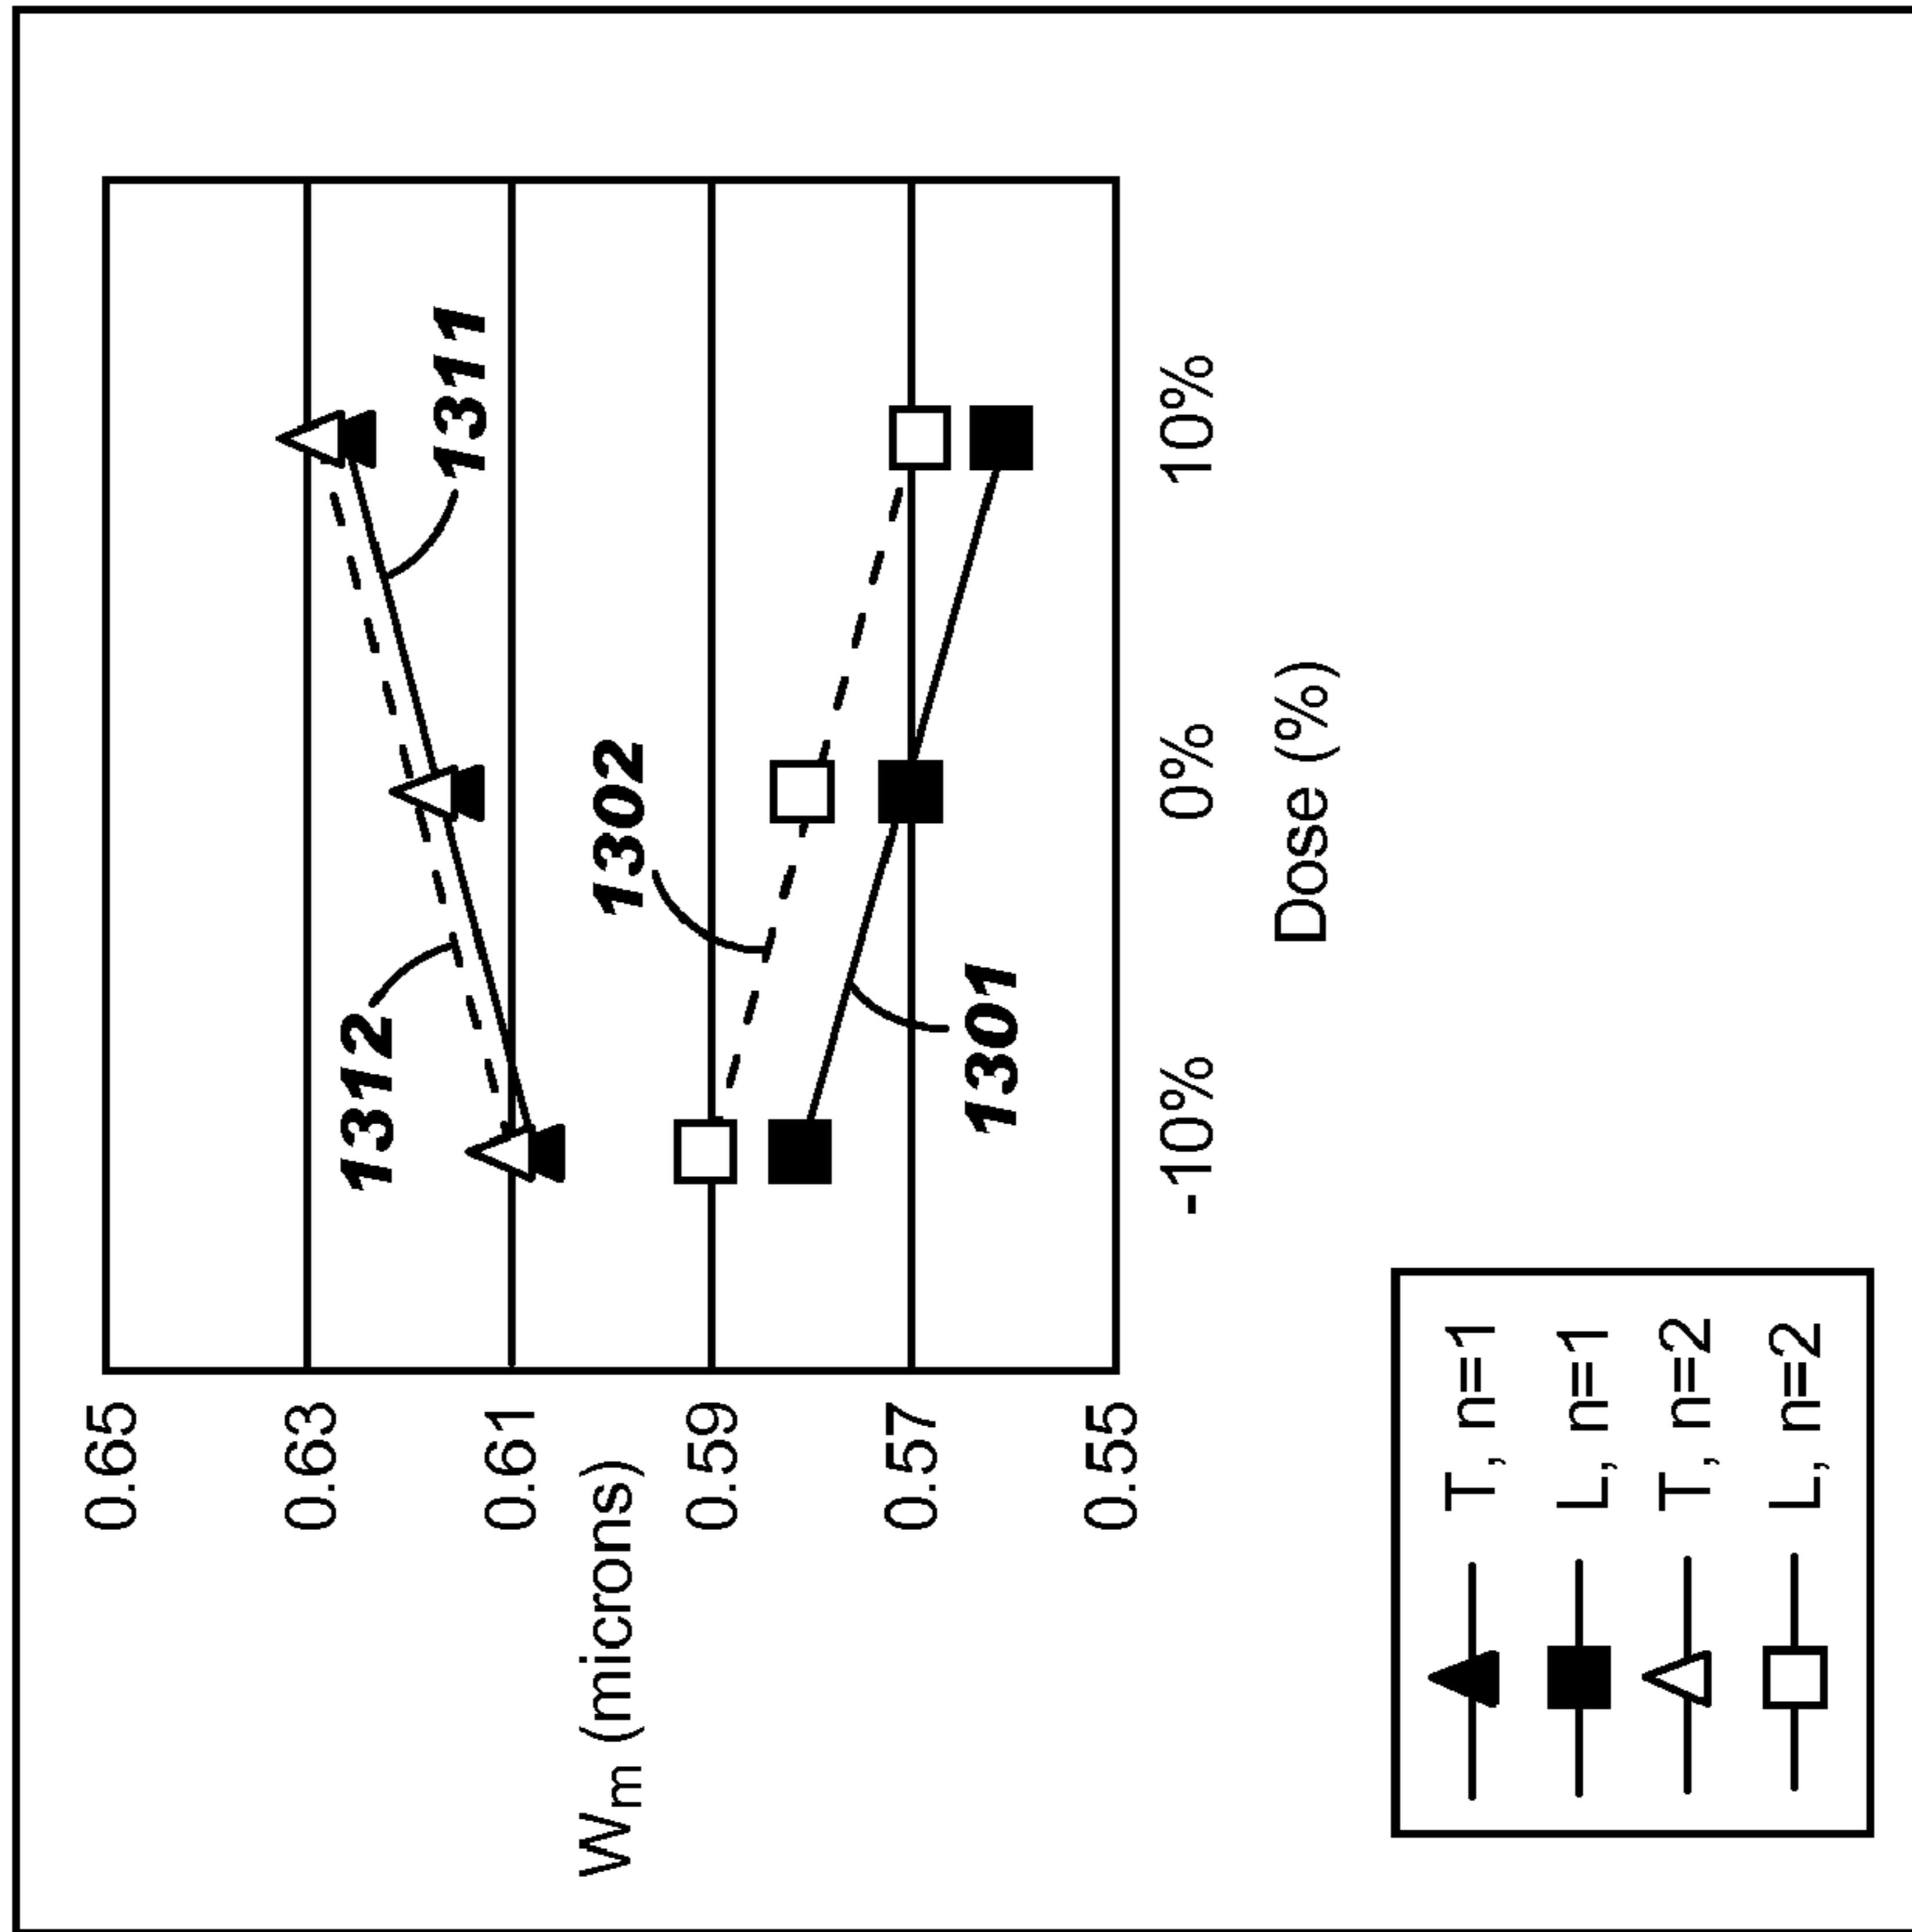 0.65
0.63
0.61
0.59
0.57
0.55
Wm (microns)
1312
1311
1302
1301
-10%
0%
10%
Dose (%)
T, n=1
L, n=1
T, n=2
L, n=2